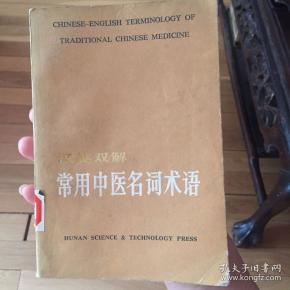 CHINESE-ENGLISH TERMINOLOGY OF
TRADITIONAL CHINESE MEDICINE
汉英双解
常用中医名词术语
HUNAN SCIENCE & TECHNOLOGY PRESS
孔夫子旧书网